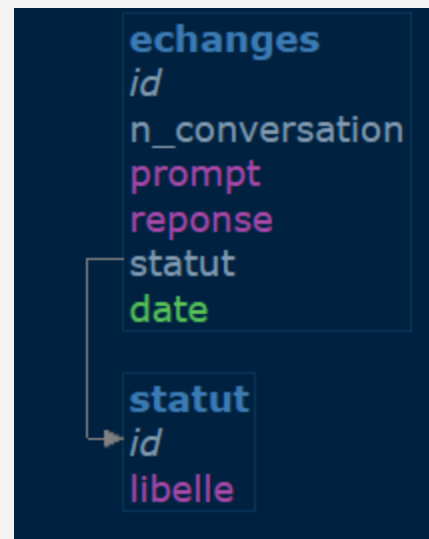 echanges
id
n_conversation
prompt
reponse
statut
date
statut
id
libelle